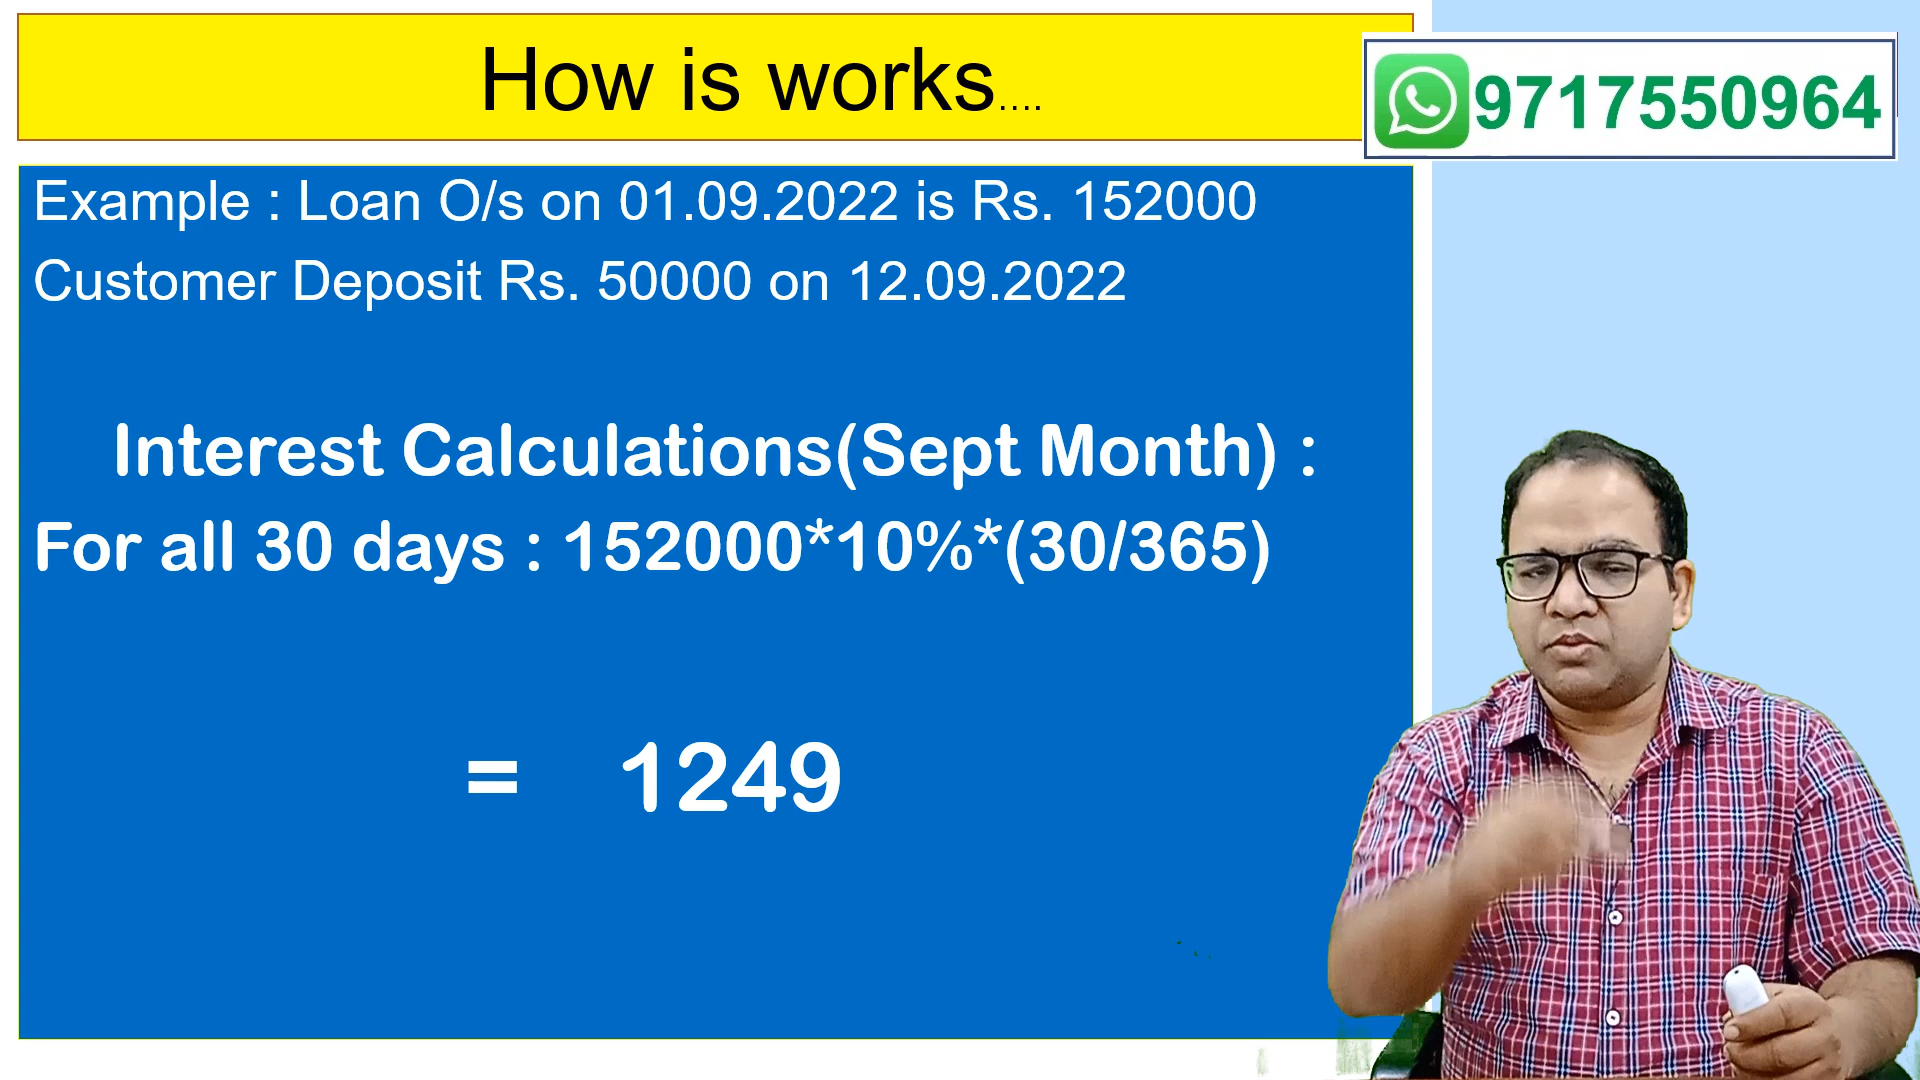 How is works....
9717550964
Example : Loan O/s on 01.09.2022 is Rs. 152000
Customer Deposit Rs. 50000 on 12.09.2022
Interest Calculations(Sept Month) :
For all 30 days : 152000*10%*(30/365)
= 1249